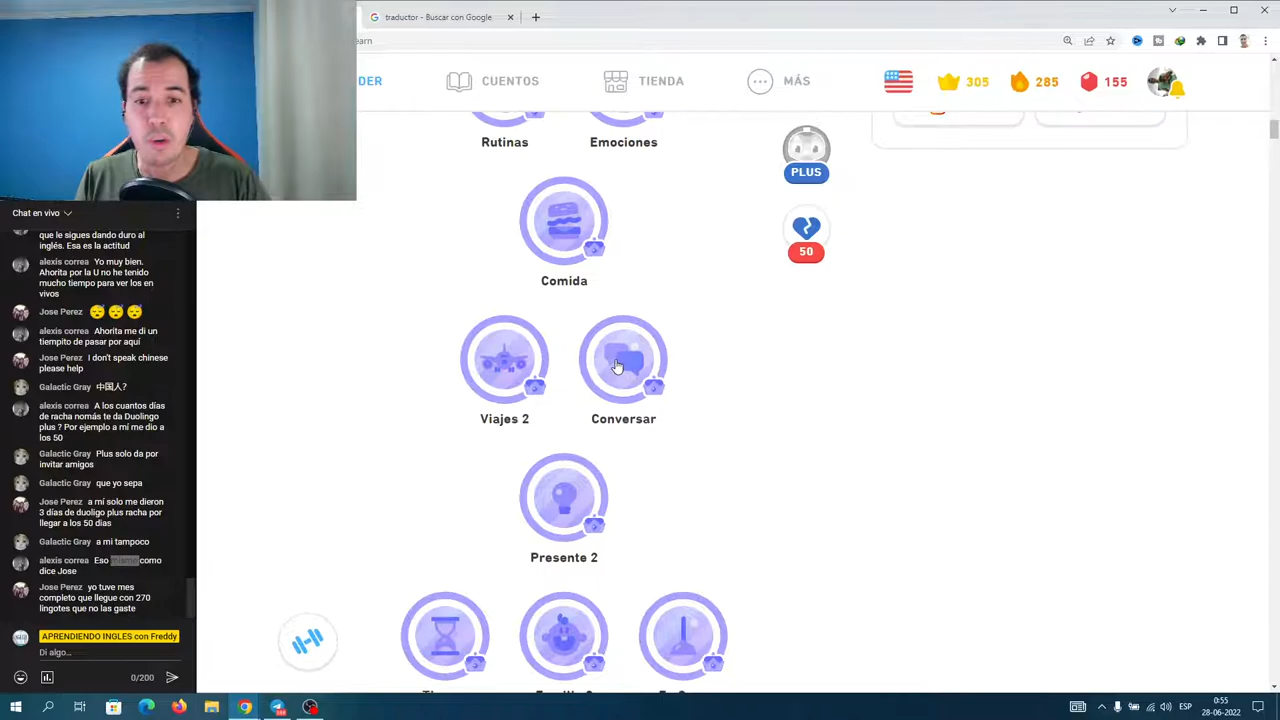 traductor - Buscar con Google
earn
DER
CUENTOS
TIENDA
MÁS
305
285
155
Rutinas
Emociones
PLUS
50
Comida
Viajes 2
Conversar
Presente 2
Chat en vivo
que le sigues dando duro al
inglés. Esa es la actitud
alexis correa Yo muy bien.
Ahorita por la U no he tenido
mucho tiempo para ver los en
vivos
Jose Perez 😴 😴 😴
alexis correa Ahorita me di un
tiempito de pasar por aquí
Jose Perez I don't speak chinese
please help
Galactic Gray 中国人?
alexis correa A los cuantos días
de racha nomás te da Duolingo
plus ? Por ejemplo a mí me dio a
los 50
Galactic Gray Plus solo da por
invitar amigos
Galactic Gray que yo sepa
Jose Perez a mí solo me dieron
3 días de duoligo plus racha por
llegar a los 50 dias
Galactic Gray a mi tampoco
alexis correa Eso mismo como
dice Jose
Jose Perez yo tuve mes
completo que llegue con 270
lingotes que no las gaste
APRENDIENDO INGLES con Freddy
Di algo...
0/200
ESP
0:55
28-06-2022